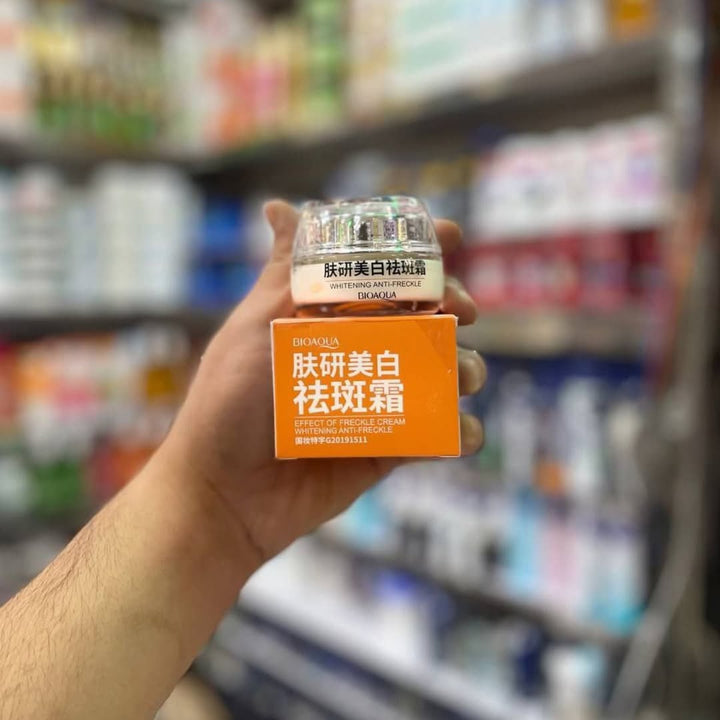 肤研美白祛斑霜
WHITENING ANTI-FRECKLE
BIOAQUA
BIOAQUA
肤研美白
祛斑霜
EFFECT OF FRECKLE CREAM
WHITENING ANTI-FRECKLE
国妆特字G20191511